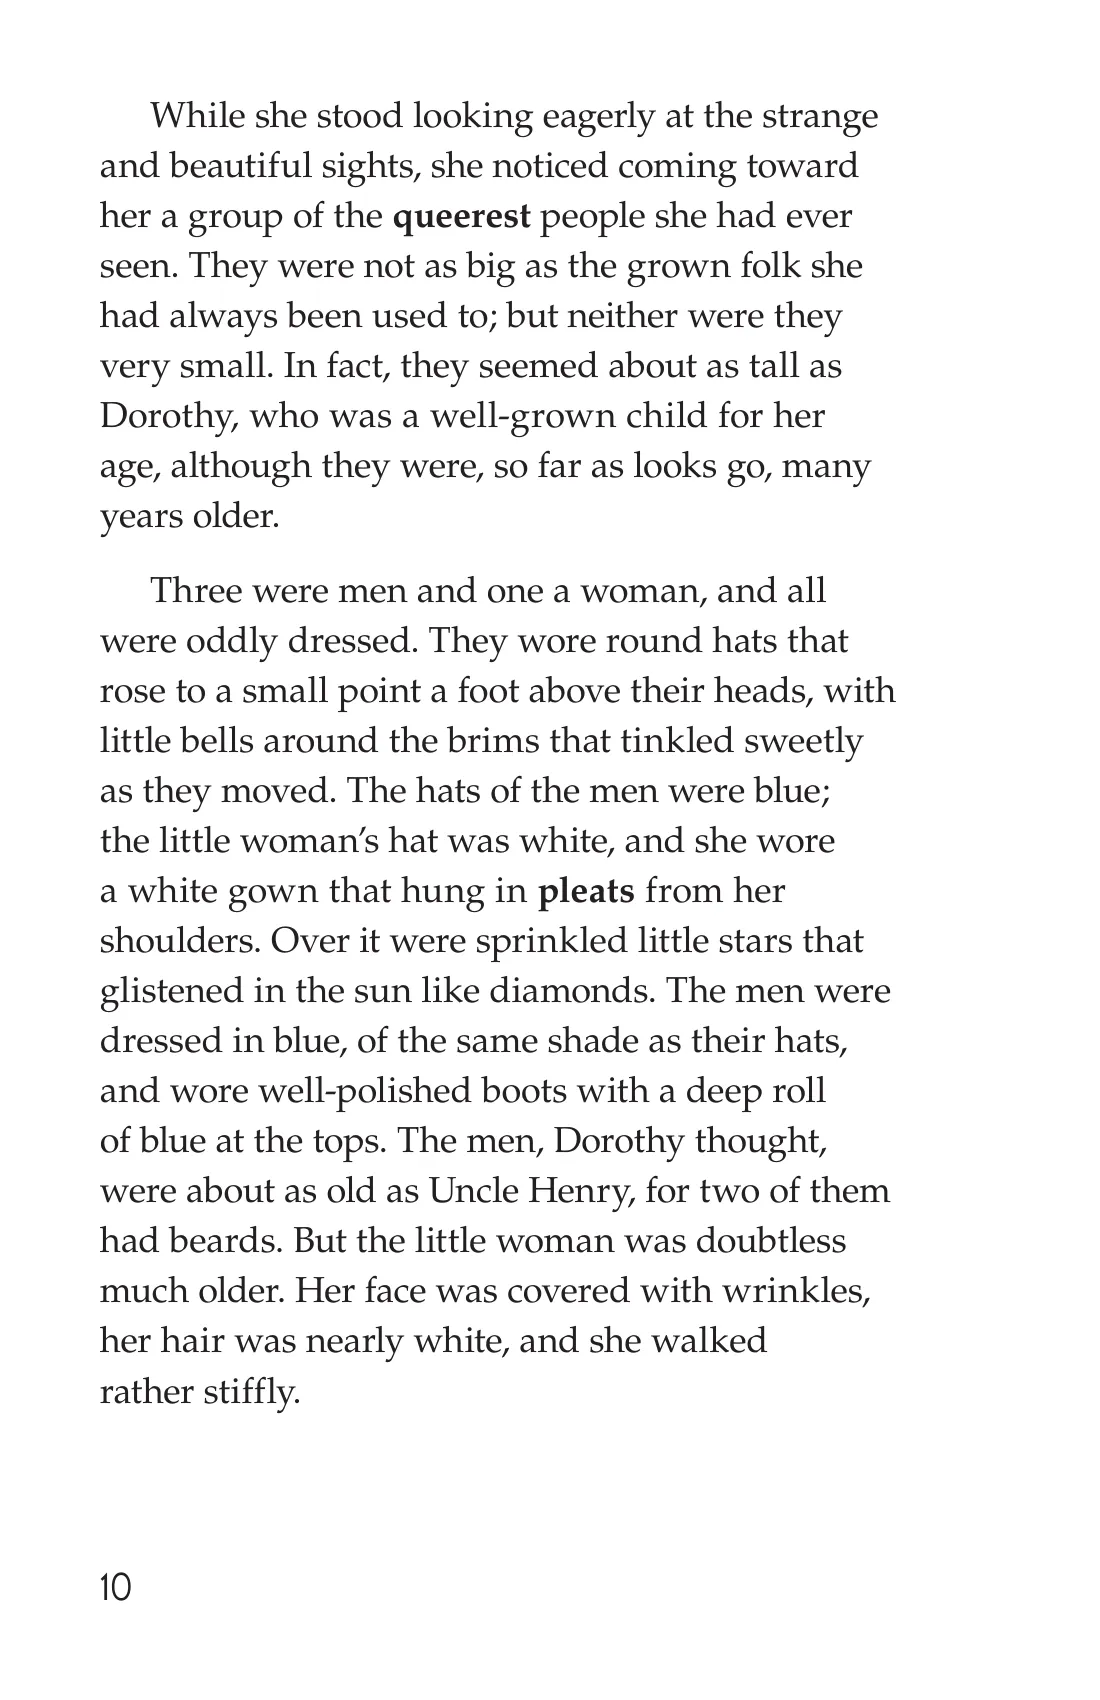 While she stood looking eagerly at the strange
and beautiful sights, she noticed coming toward
her a group of the queerest people she had ever
seen. They were not as big as the grown folk she
had always been used to; but neither were they
very small. In fact, they seemed about as tall as
Dorothy, who was a well-grown child for her
age, although they were, so far as looks go, many
years older.
Three were men and one a woman, and all
were oddly dressed. They wore round hats that
rose to a small point a foot above their heads, with
little bells around the brims that tinkled sweetly
as they moved. The hats of the men were blue;
the little woman’s hat was white, and she wore
a white gown that hung in pleats from her
shoulders. Over it were sprinkled little stars that
glistened in the sun like diamonds. The men were
dressed in blue, of the same shade as their hats,
and wore well-polished boots with a deep roll
of blue at the tops. The men, Dorothy thought,
were about as old as Uncle Henry, for two of them
had beards. But the little woman was doubtless
much older. Her face was covered with wrinkles,
her hair was nearly white, and she walked
rather stiffly.
10